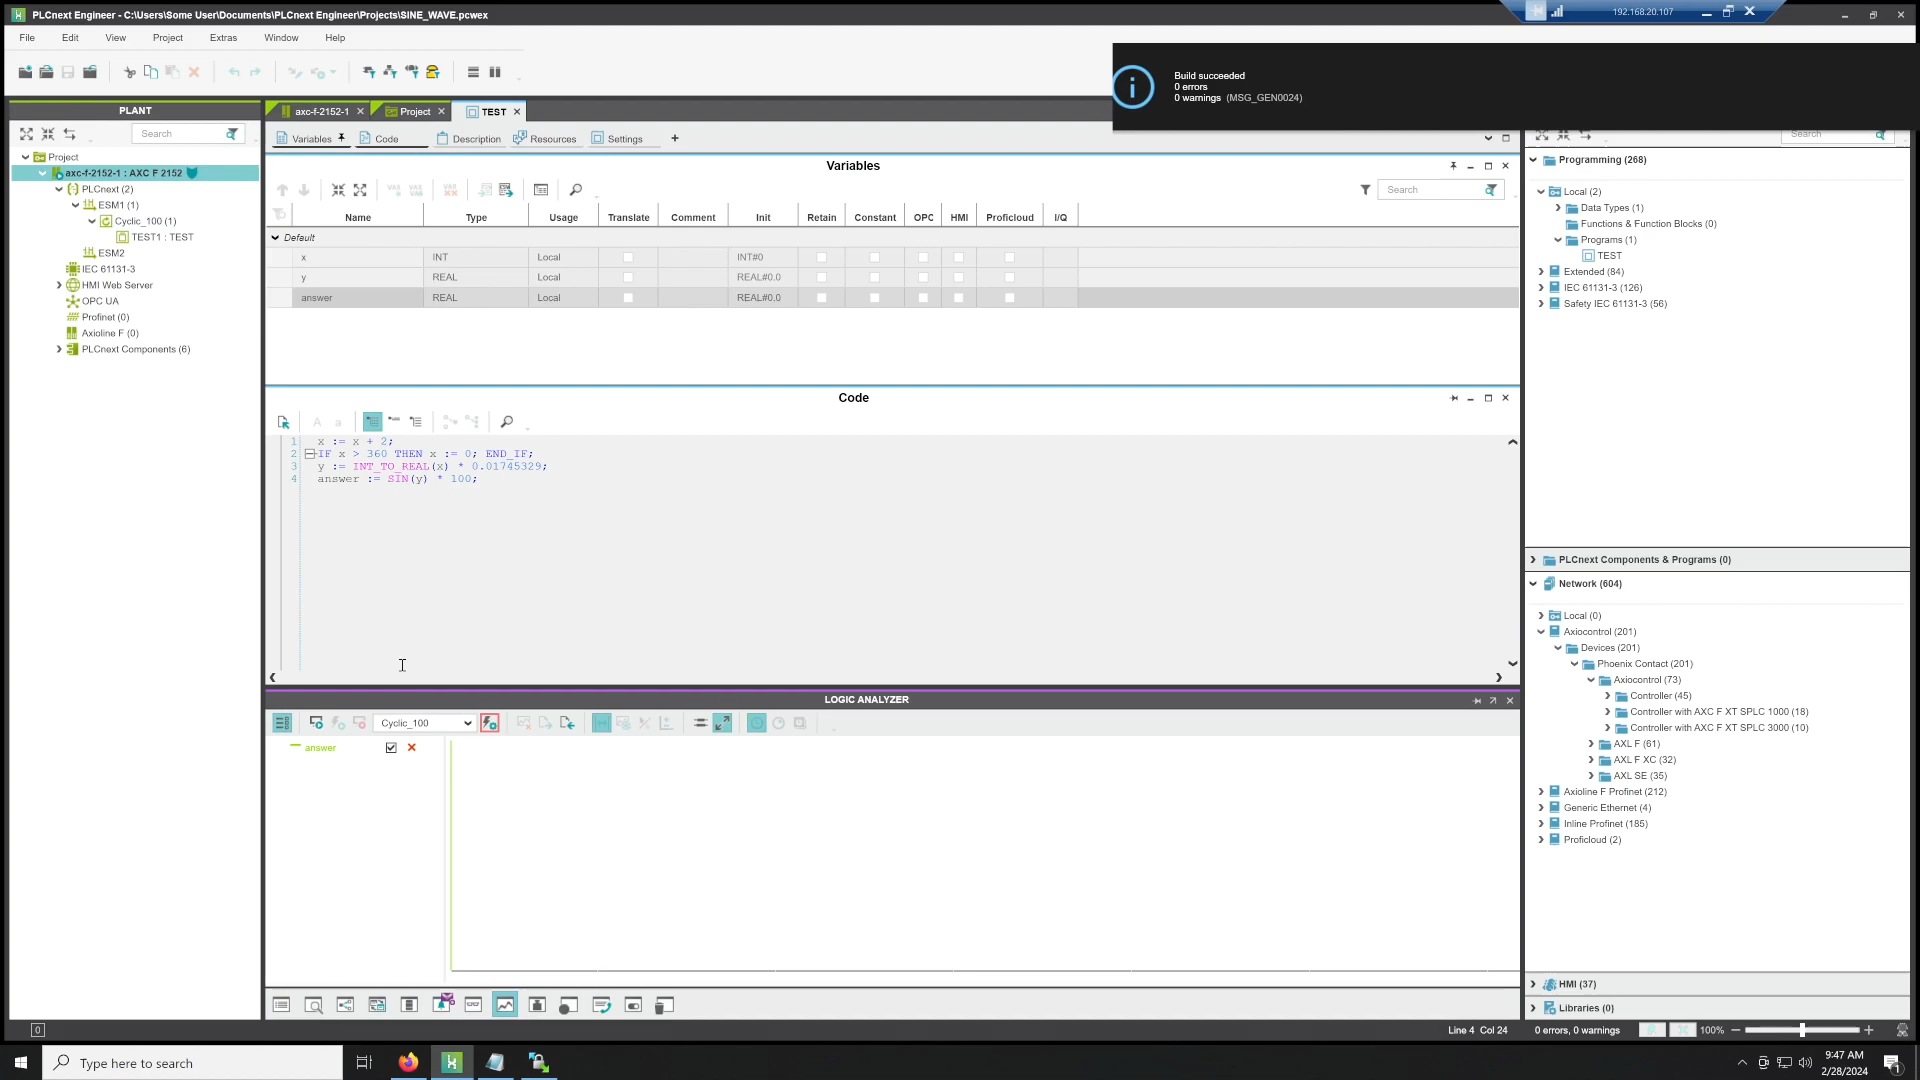 PLCnext Engineer - C:\Users\Some User\Documents\PLCnext Engineer\Projects\SINE_WAVE.pcwex
192.168.20.107
File Edit View Project Extras Window Help
Build succeeded
0 errors
0 warnings (MSG_GEN0024)
PLANT
Search
Project
axc-f-2152-1 : AXC F 2152
PLCnext (2)
ESM1 (1)
Cyclic_100 (1)
TEST1 : TEST
ESM2
IEC 61131-3
HMI Web Server
OPC UA
Profinet (0)
Axioline F (0)
PLCnext Components (6)
axc-f-2152-1 Project TEST
Variables Code Description Resources Settings
Variables
Search
Name Type Usage Translate Comment Init Retain Constant OPC HMI Proficloud I/Q
Default
x INT Local INT#0
y REAL Local REAL#0.0
answer REAL Local REAL#0.0
Code
1 x := x + 2;
2 IF x > 360 THEN x := 0; END_IF;
3 y := INT_TO_REAL(x) * 0.01745329;
4 answer := SIN(y) * 100;
LOGIC ANALYZER
Cyclic_100
answer
Search
Programming (268)
Local (2)
Data Types (1)
Functions & Function Blocks (0)
Programs (1)
TEST
Extended (84)
IEC 61131-3 (126)
Safety IEC 61131-3 (56)
PLCnext Components & Programs (0)
Network (604)
Local (0)
Axiocontrol (201)
Devices (201)
Phoenix Contact (201)
Axiocontrol (73)
Controller (45)
Controller with AXC F XT SPLC 1000 (18)
Controller with AXC F XT SPLC 3000 (10)
AXL F (61)
AXL F XC (32)
AXL SE (35)
Axioline F Profinet (212)
Generic Ethernet (4)
Inline Profinet (185)
Proficloud (2)
HMI (37)
Libraries (0)
0
Line 4 Col 24 0 errors, 0 warnings 100%
Type here to search
9:47 AM
2/28/2024
1